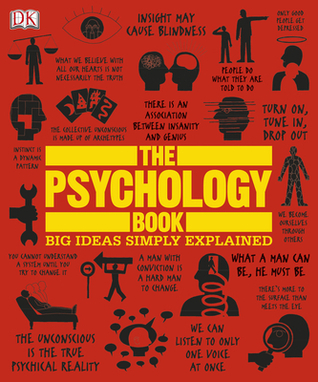 DK
INSIGHT MAY
CAUSE BLINDNESS
ONLY GOOD
PEOPLE GET
DEPRESSED
WHAT WE BELIEVE WITH
ALL OUR HEARTS IS NOT
NECESSARILY THE TRUTH
PEOPLE DO
WHAT THEY ARE
TOLD TO DO
THERE IS AN
ASSOCIATION
BETWEEN INSANITY
AND GENIUS
TURN ON,
TUNE IN,
DROP OUT
THE COLLECTIVE UNCONSCIOUS
IS MADE UP OF ARCHETYPES
INSTINCT IS
A DYNAMIC
PATTERN
THE
PSYCHOLOGY
BOOK
BIG IDEAS SIMPLY EXPLAINED
WE BECOME
OURSELVES
THROUGH
OTHERS
YOU CANNOT UNDERSTAND
A SYSTEM UNTIL YOU
TRY TO CHANGE IT
A MAN WITH
CONVICTION IS
A HARD MAN
TO CHANGE
WHAT A MAN CAN
BE, HE MUST BE
THERE'S MORE TO
THE SURFACE THAN
MEETS THE EYE
THE UNCONSCIOUS
IS THE TRUE
PSYCHICAL REALITY
WE CAN
LISTEN TO ONLY
ONE VOICE
AT ONCE